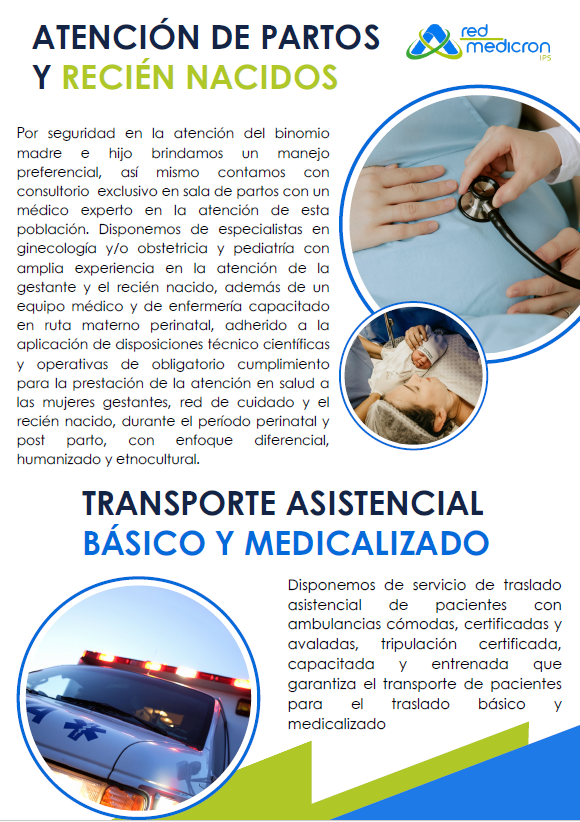 ATENCIÓN DE PARTOS
Y RECIÉN NACIDOS
red
medicron
IPS
Por seguridad en la atención del binomio
madre e hijo brindamos un manejo
preferencial, así mismo contamos con
consultorio exclusivo en sala de partos con un
médico experto en la atención de esta
población. Disponemos de especialistas en
ginecología y/o obstetricia y pediatría con
amplia experiencia en la atención de la
gestante y el recién nacido, además de un
equipo médico y de enfermería capacitado
en ruta materno perinatal, adherido a la
aplicación de disposiciones técnico científicas
y operativas de obligatorio cumplimiento
para la prestación de la atención en salud a
las mujeres gestantes, red de cuidado y el
recién nacido, durante el período perinatal y
post parto, con enfoque diferencial,
humanizado y etnocultural.
TRANSPORTE ASISTENCIAL
BÁSICO Y MEDICALIZADO
Disponemos de servicio de traslado
asistencial de pacientes con
ambulancias cómodas, certificadas y
avaladas, tripulación certificada,
capacitada y entrenada que
garantiza el transporte de pacientes
para el traslado básico y
medicalizado